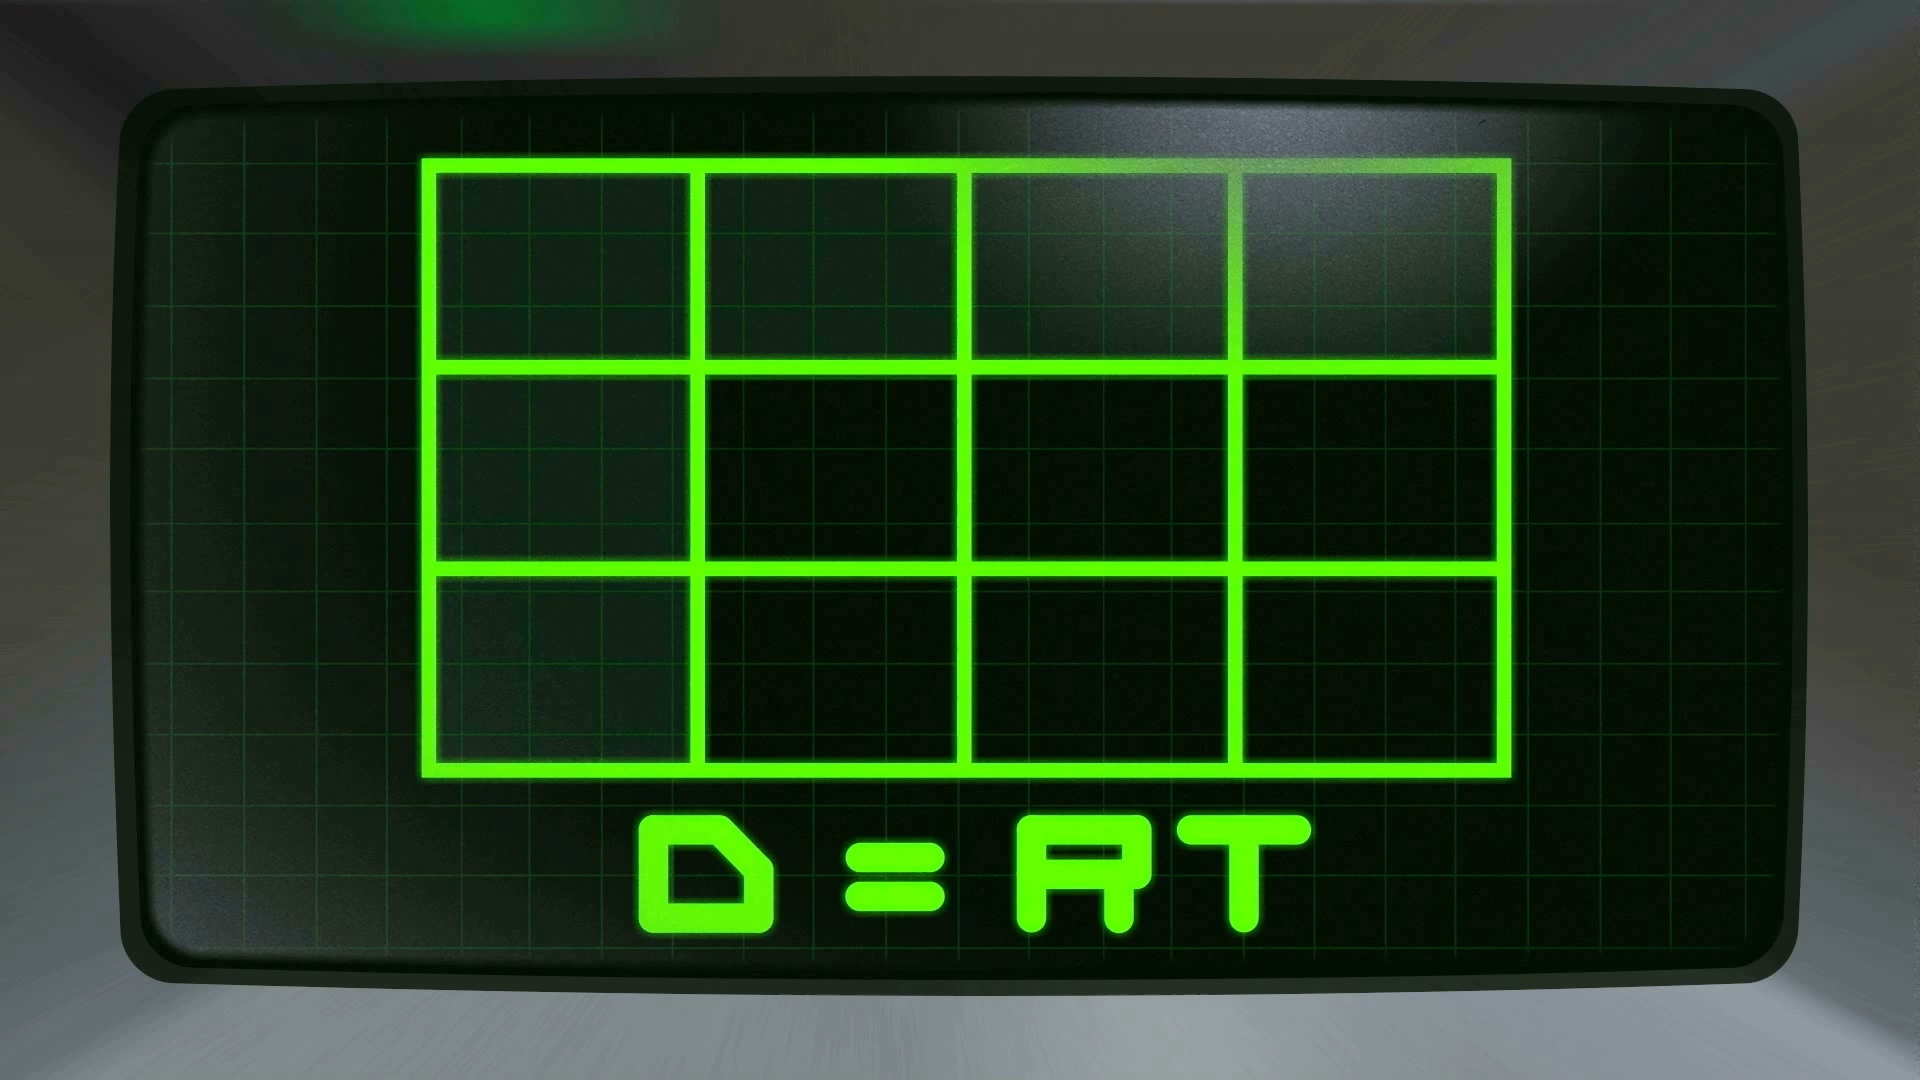 D = RT